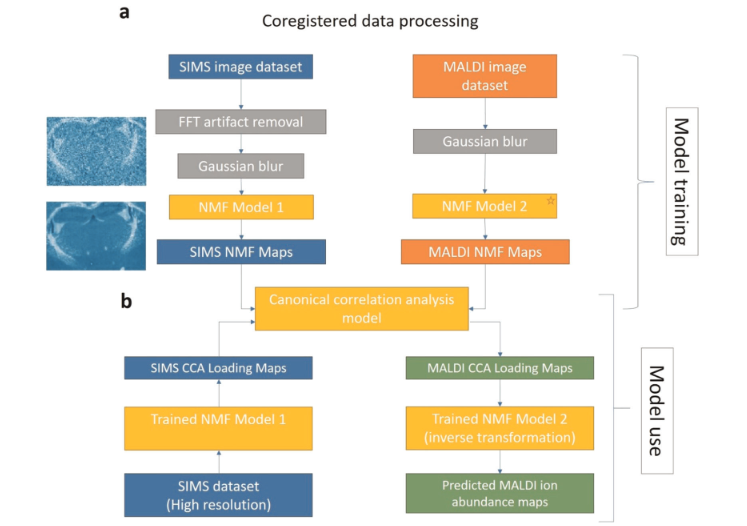 a
Coregistered data processing
SIMS image dataset
FFT artifact removal
Gaussian blur
NMF Model 1
SIMS NMF Maps
MALDI image
dataset
Gaussian blur
NMF Model 2
MALDI NMF Maps
Model training
b
Canonical correlation analysis
model
SIMS CCA Loading Maps
Trained NMF Model 1
SIMS dataset
(High resolution)
MALDI CCA Loading Maps
Trained NMF Model 2
(inverse transformation)
Predicted MALDI ion
abundance maps
Model use